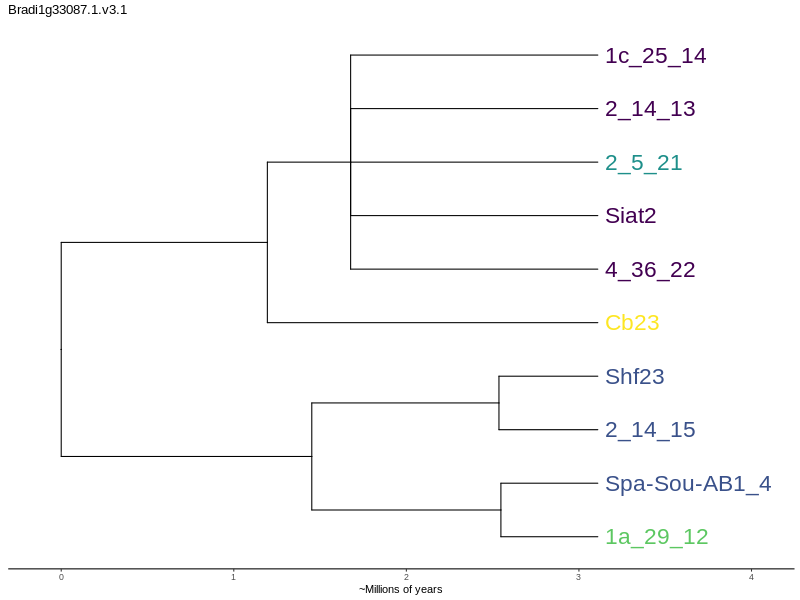 Bradi1g33087.1.v3.1
1c_25_14
2_14_13
2_5_21
Siat2
4_36_22
Cb23
Shf23
2_14_15
Spa-Sou-AB1_4
1a_29_12
0 1 2 3 4
~Millions of years